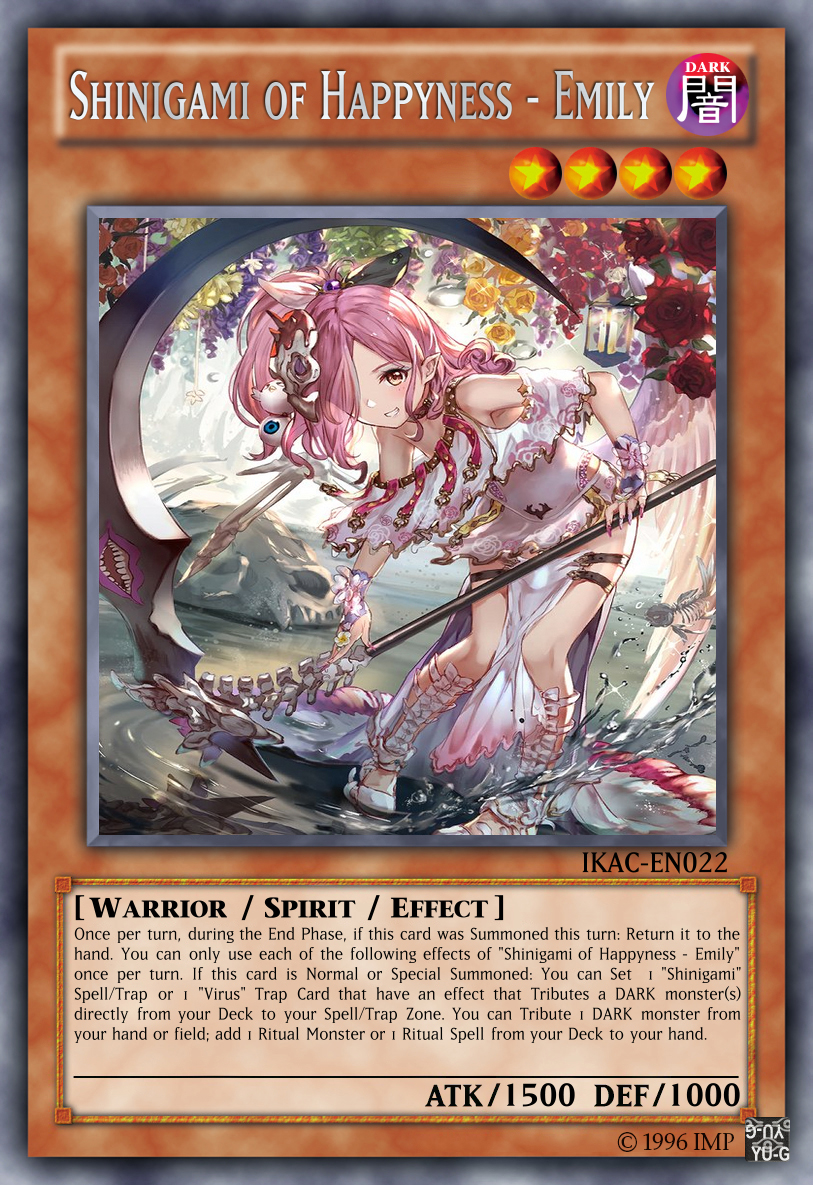 Shinigami of Happyness - Emily
DARK
闇
IKAC-EN022
[ Warrior / Spirit / Effect ]
Once per turn, during the End Phase, if this card was Summoned this turn: Return it to the
hand. You can only use each of the following effects of "Shinigami of Happyness - Emily"
once per turn. If this card is Normal or Special Summoned: You can Set 1 "Shinigami"
Spell/Trap or 1 "Virus" Trap Card that have an effect that Tributes a DARK monster(s)
directly from your Deck to your Spell/Trap Zone. You can Tribute 1 DARK monster from
your hand or field; add 1 Ritual Monster or 1 Ritual Spell from your Deck to your hand.
ATK/1500 DEF/1000
© 1996 IMP